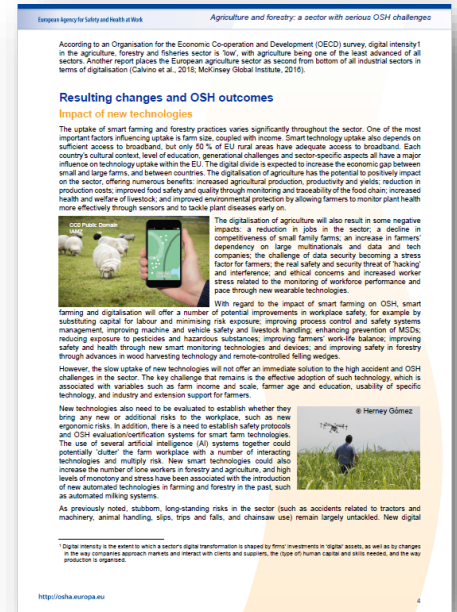 European Agency for Safety and Health at Work
Agriculture and forestry: a sector with serious OSH challenges
According to an Organisation for the Economic Co-operation and Development (OECD) survey, digital intensity1
in the agriculture, forestry and fisheries sector is 'low', with agriculture being one of the least advanced of all
sectors. Another report places the European agriculture sector as second from bottom of all industrial sectors in
terms of digitalisation (Calvino et al., 2018; McKinsey Global Institute, 2016).
Resulting changes and OSH outcomes
Impact of new technologies
The uptake of smart farming and forestry practices varies significantly throughout the sector. One of the most
important factors influencing uptake is farm size, coupled with income. Smart technology uptake also depends on
sufficient access to broadband, but only 50 % of EU rural areas have adequate access to broadband. Each
country's cultural context, level of education, generational challenges and sector-specific aspects all have a major
influence on technology uptake within the EU. The digital divide is expected to increase the economic gap between
small and large farms, and between countries. The digitalisation of agriculture has the potential to positively impact
on the sector, offering numerous benefits: increased agricultural production, productivity and yields; reduction in
production costs; improved food safety and quality through monitoring and traceability of the food chain; increased
health and welfare of livestock; and improved environmental protection by allowing farmers to monitor plant health
more effectively through sensors and to tackle plant diseases early on.
CC0 Public Domain
The digitalisation of agriculture will also result in some negative
impacts: a reduction in jobs in the sector; a decline in
competitiveness of small family farms; an increase in farmers'
dependency on large multinationals and data and tech
companies; the challenge of data security becoming a stress
factor for farmers; the real safety and security threat of 'hacking'
and interference; and ethical concerns and increased worker
stress related to the monitoring of workforce performance and
pace through new wearable technologies.
With regard to the impact of smart farming on OSH, smart
farming and digitalisation will offer a number of potential improvements in workplace safety, for example by
substituting capital for labour and minimising risk exposure; improving process control and safety systems
management, improving machine and vehicle safety and livestock handling; enhancing prevention of MSDs;
reducing exposure to pesticides and hazardous substances; improving farmers' work-life balance; improving
safety and health through new smart monitoring technologies and devices; and improving safety in forestry
through advances in wood harvesting technology and remote-controlled felling wedges.
However, the slow uptake of new technologies will not offer an immediate solution to the high accident and OSH
challenges in the sector. The key challenge that remains is the effective adoption of such technology, which is
associated with variables such as farm income and scale, farmer age and education, usability of specific
technology, and industry and extension support for farmers.
New technologies also need to be evaluated to establish whether they
bring any new or additional risks to the workplace, such as new
ergonomic risks. In addition, there is a need to establish safety protocols
and OSH evaluation/certification systems for smart farm technologies.
The use of several artificial intelligence (AI) systems together could
potentially 'clutter' the farm workplace with a number of interacting
technologies and multiply risk. New smart technologies could also
increase the number of lone workers in forestry and agriculture, and high
levels of monotony and stress have been associated with the introduction
of new automated technologies in farming and forestry in the past, such
as automated milking systems.
© Herney Gómez
As previously noted, stubborn, long-standing risks in the sector (such as accidents related to tractors and
machinery, animal handling, slips, trips and falls, and chainsaw use) remain largely untackled. New digital
1 Digital intensity is the extent to which a sector's digital transformation is shaped by firms' investments in 'digital' assets, as well as by changes
in the way companies approach markets and interact with clients and suppliers, the (type of) human capital and skills needed, and the way
production is organised.
http://osha.europa.eu
4